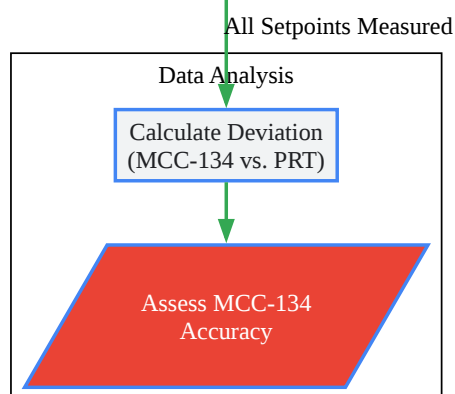 All Setpoints Measured
Data Analysis
Calculate Deviation
(MCC-134 vs. PRT)
Assess MCC-134
Accuracy